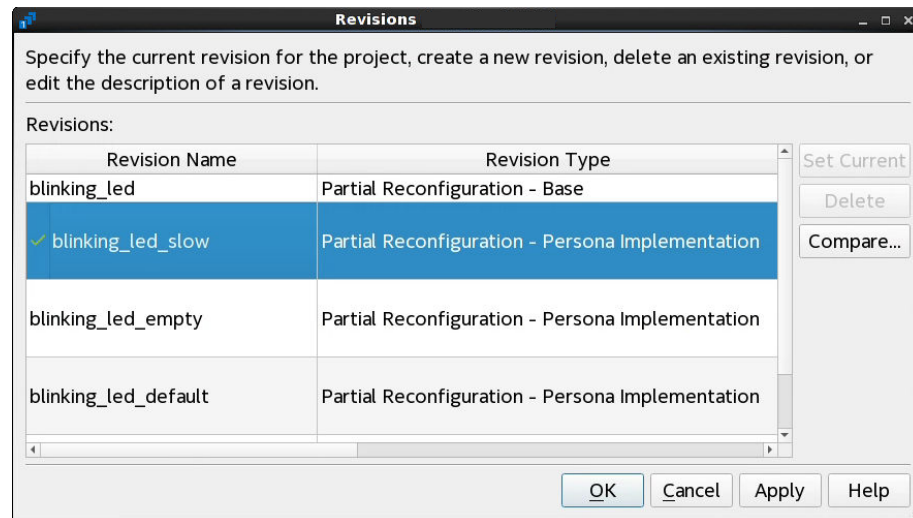 Revisions
Specify the current revision for the project, create a new revision, delete an existing revision, or
edit the description of a revision.
Revisions:
Revision Name Revision Type
Set Current
blinking_led Partial Reconfiguration - Base
Delete
blinking_led_slow Partial Reconfiguration - Persona Implementation
Compare...
blinking_led_empty Partial Reconfiguration - Persona Implementation
blinking_led_default Partial Reconfiguration - Persona Implementation
OK Cancel Apply Help